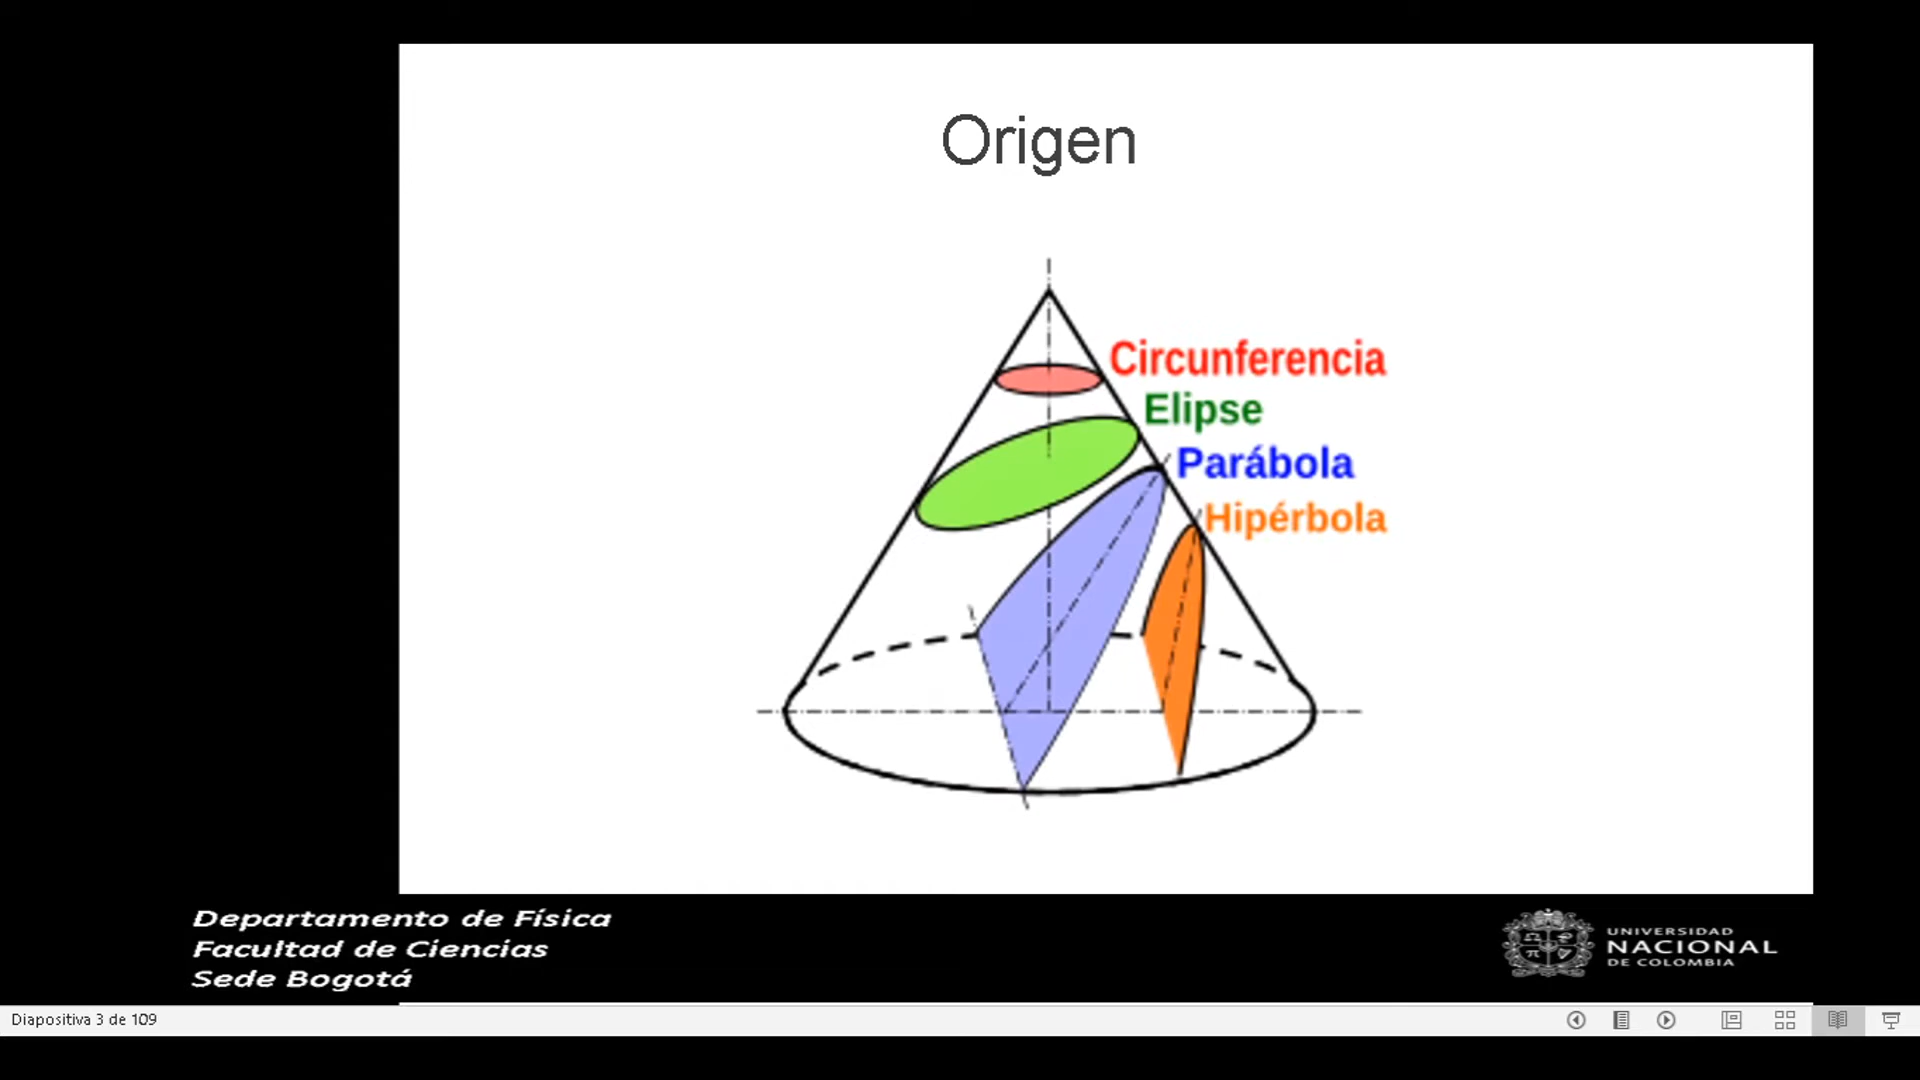 Origen
Circunferencia
Elipse
Parábola
Hipérbola
Departamento de Física
Facultad de Ciencias
Sede Bogotá
UNIVERSIDAD
NACIONAL
DE COLOMBIA
Diapositiva 3 de 109